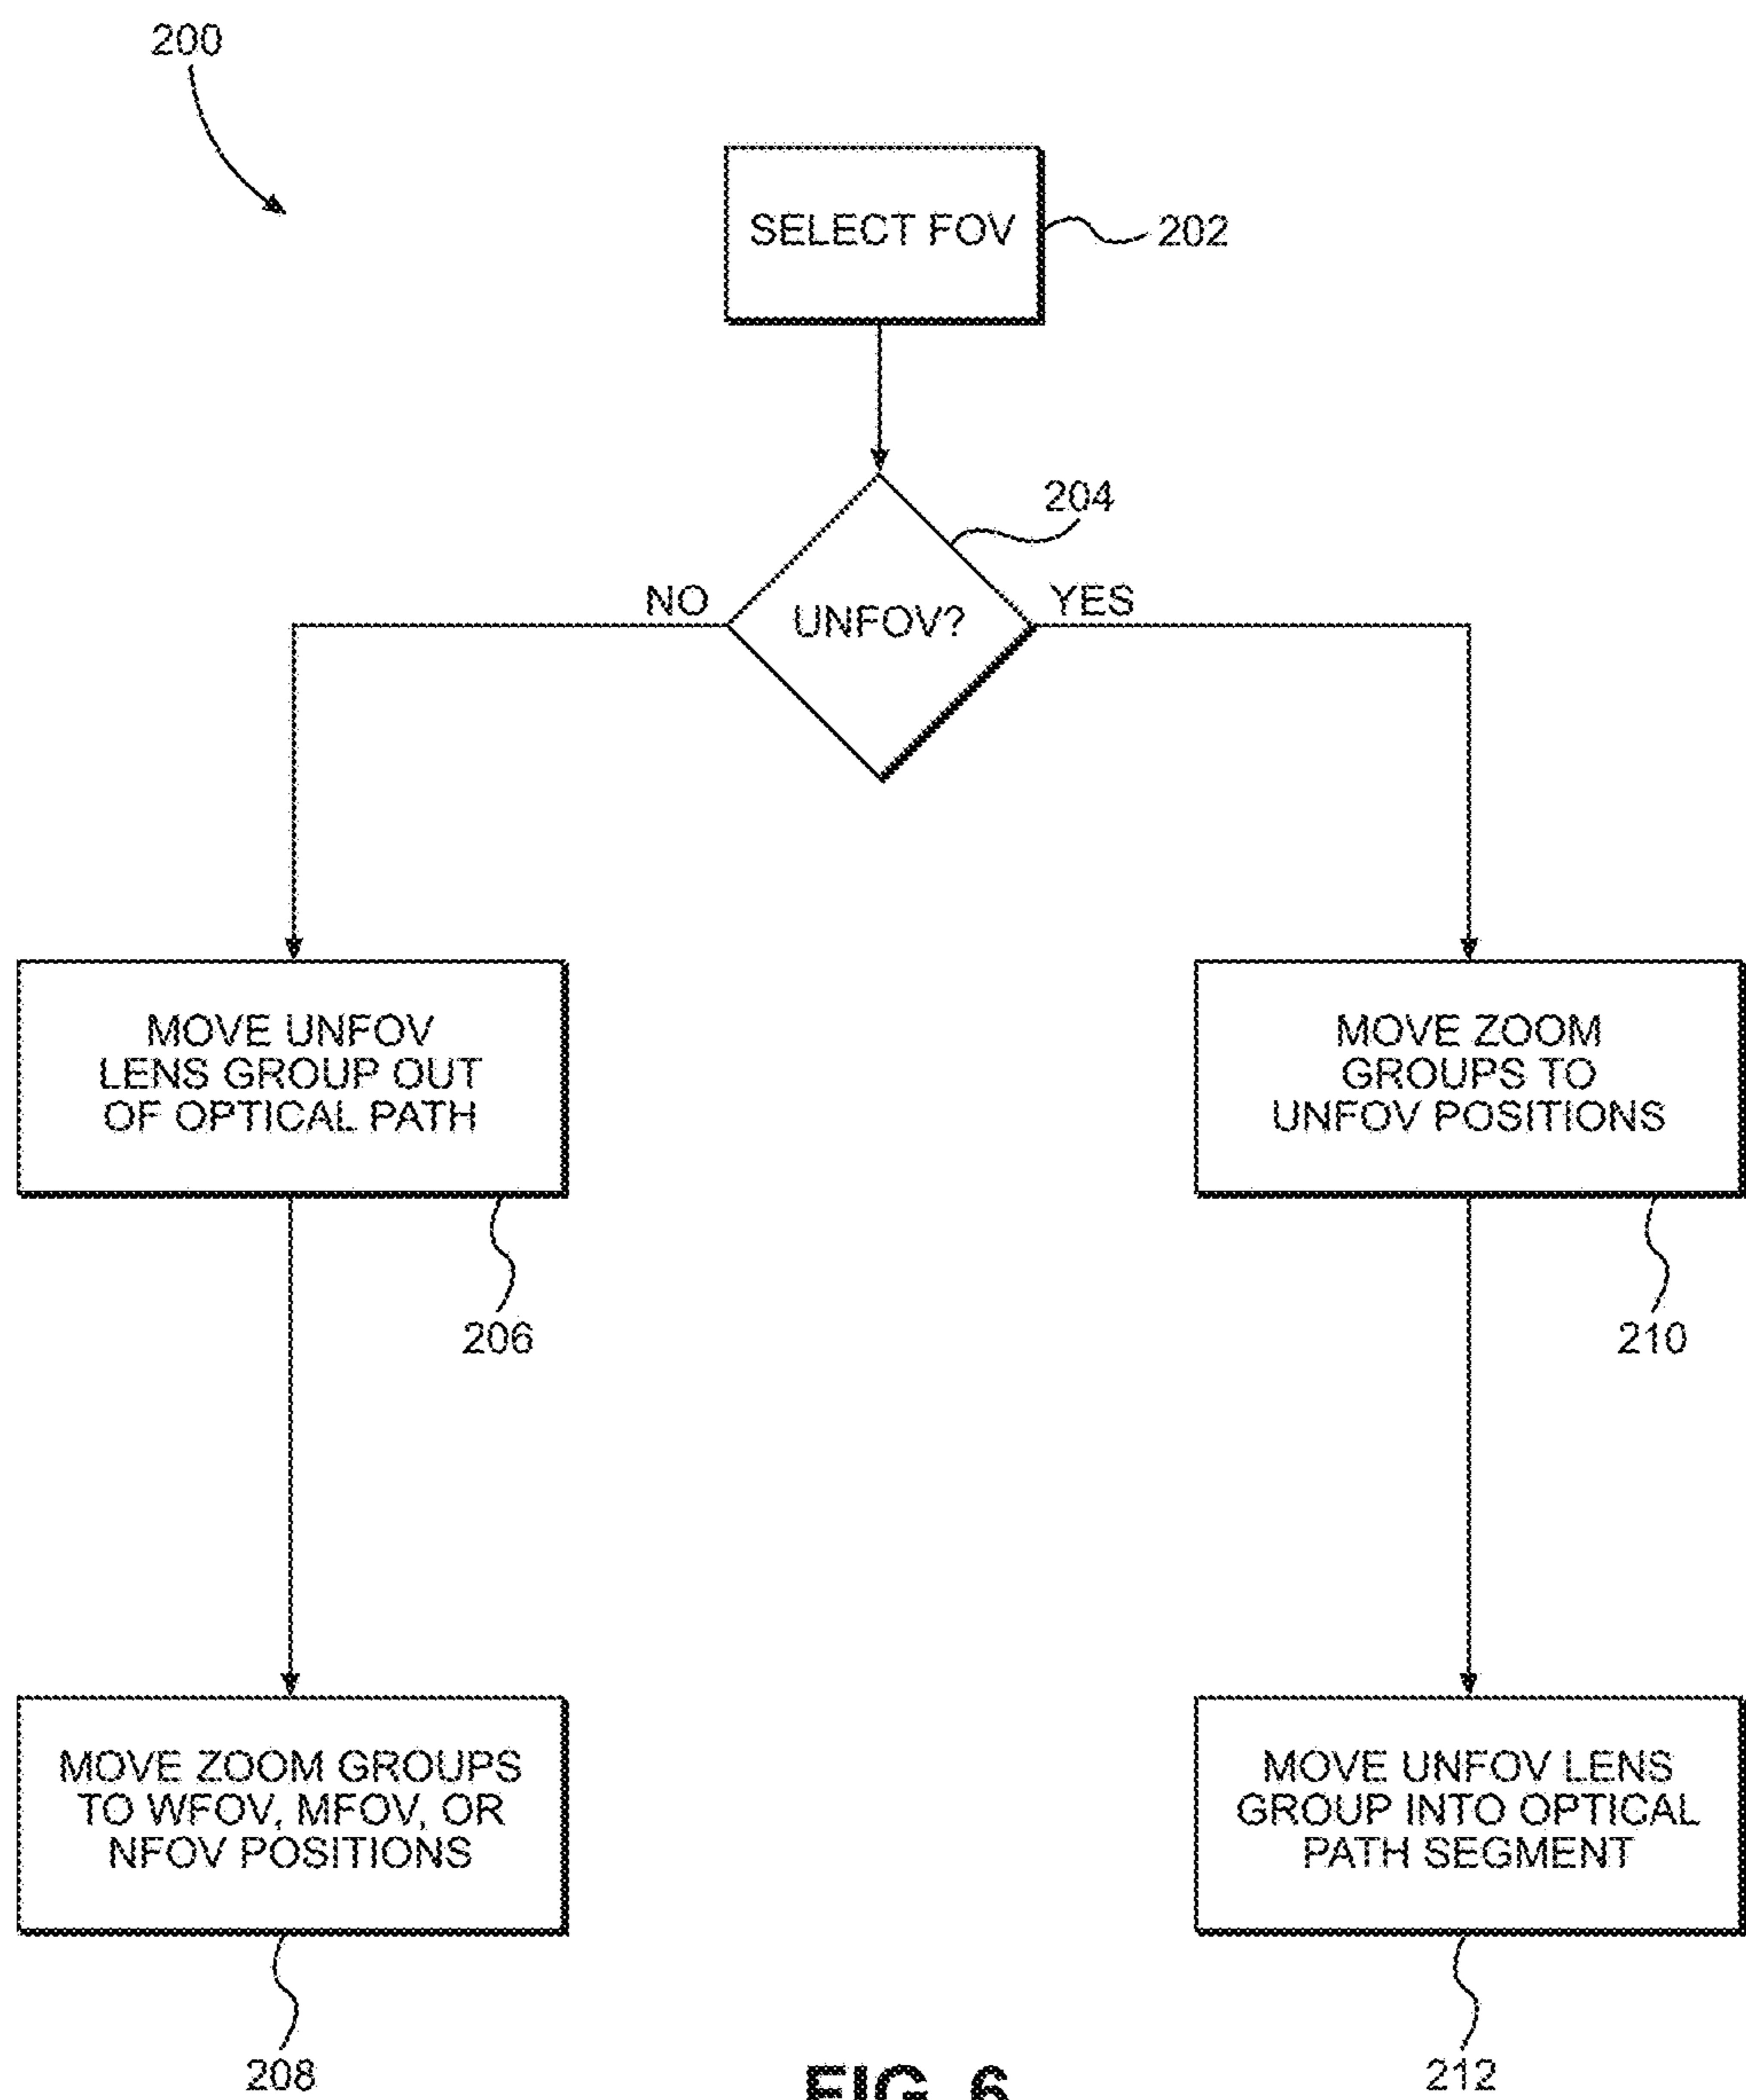 200
SELECT FOV
202
204
NO
UNFOV?
YES
MOVE UNFOV
LENS GROUP OUT
OF OPTICAL PATH
MOVE ZOOM
GROUPS TO
UNFOV POSITIONS
206
210
MOVE ZOOM GROUPS
TO WFOV, MFOV, OR
NFOV POSITIONS
MOVE UNFOV LENS
GROUP INTO OPTICAL
PATH SEGMENT
208
212
FIG. 6